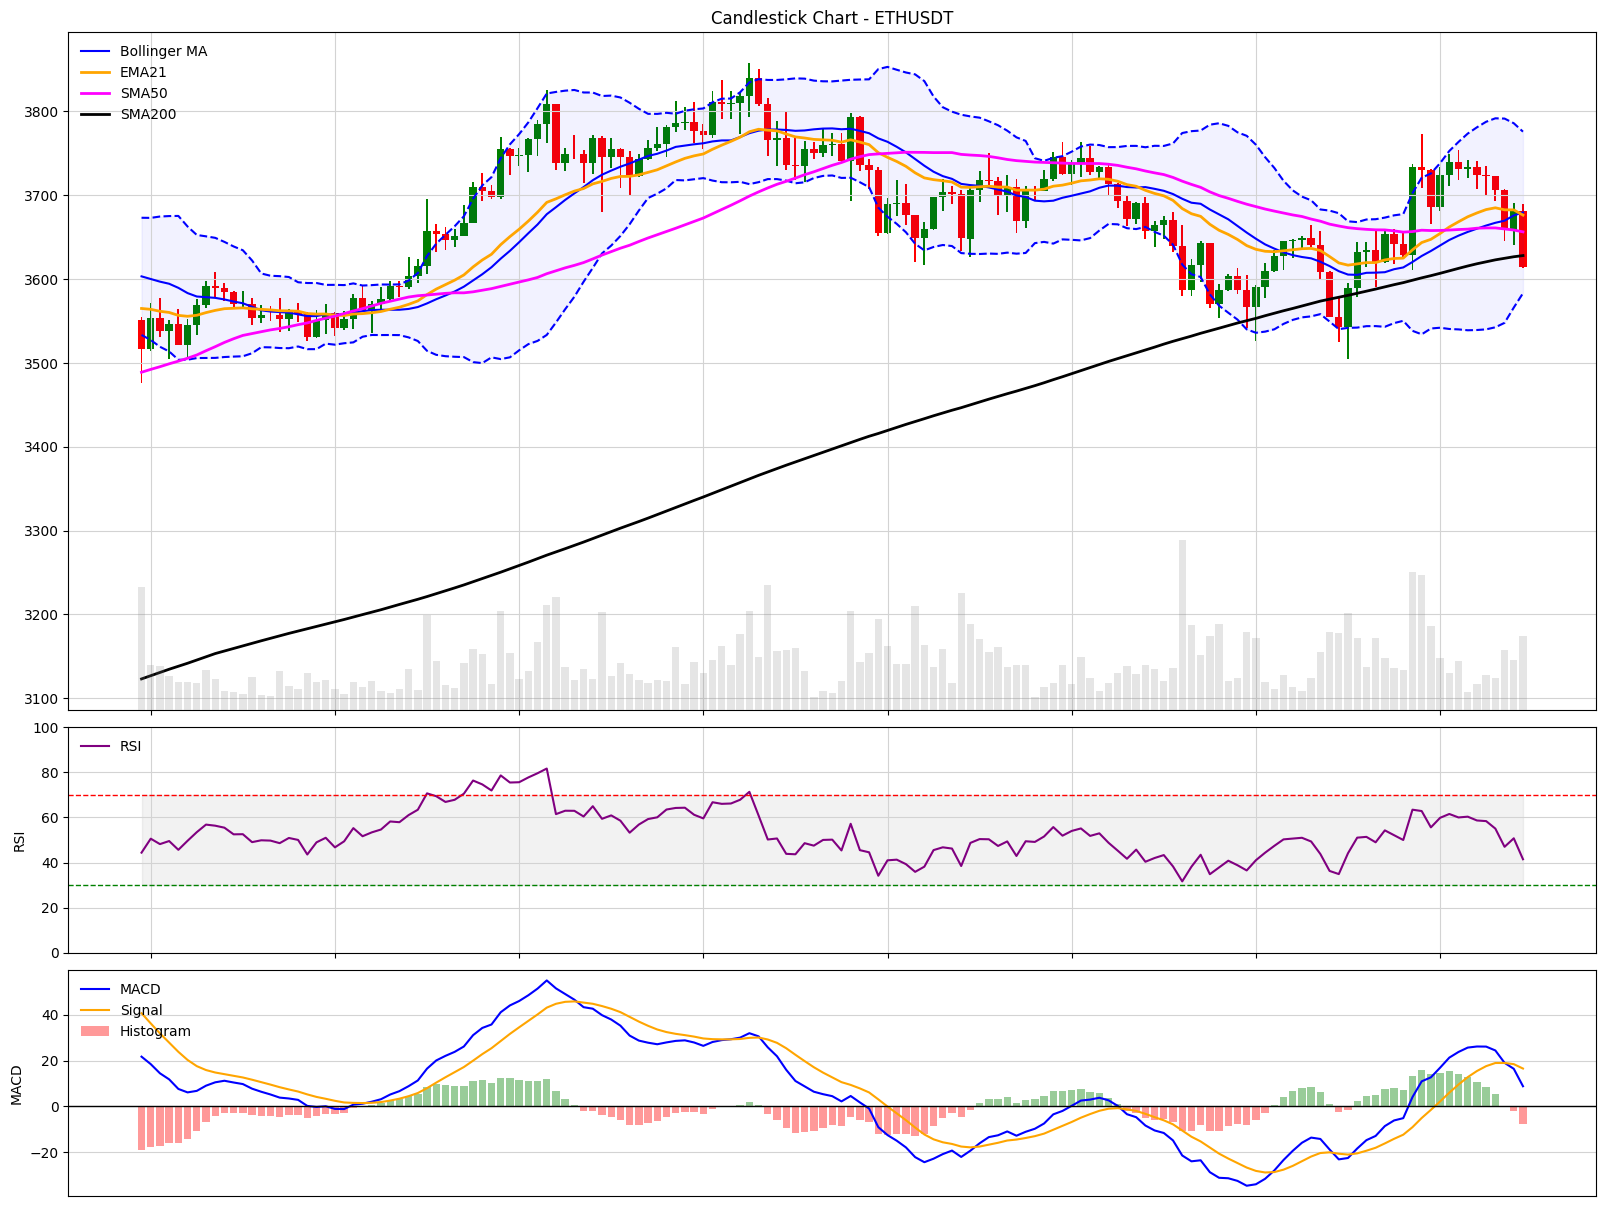 Candlestick Chart - ETHUSDT
Bollinger MA
EMA21
SMA50
SMA200
3800
3700
3600
3500
3400
3300
3200
3100
RSI
100
80
60
40
20
0
RSI
MACD
Signal
Histogram
40
20
0
−20
MACD